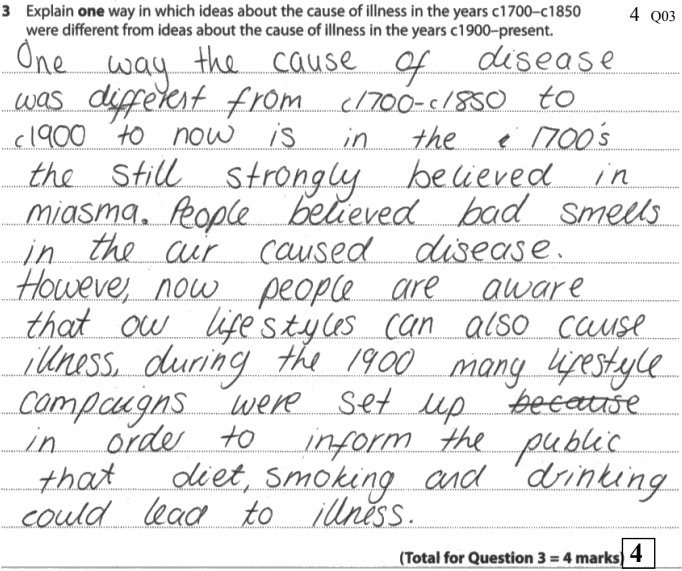 3 Explain one way in which ideas about the cause of illness in the years c1700–c1850 4 Q03
were different from ideas about the cause of illness in the years c1900–present.
One way the cause of disease
was different from c1700-c1850 to
c1900 to now is in the 1700's
the still strongly believed in
miasma. People believed bad smells
in the air caused disease.
However, now people are aware
that our lifestyles can also cause
illness, during the 1900 many lifestyle
campaigns were set up because
in order to inform the public
that diet, smoking and drinking
could lead to illness.
(Total for Question 3 = 4 marks) 4